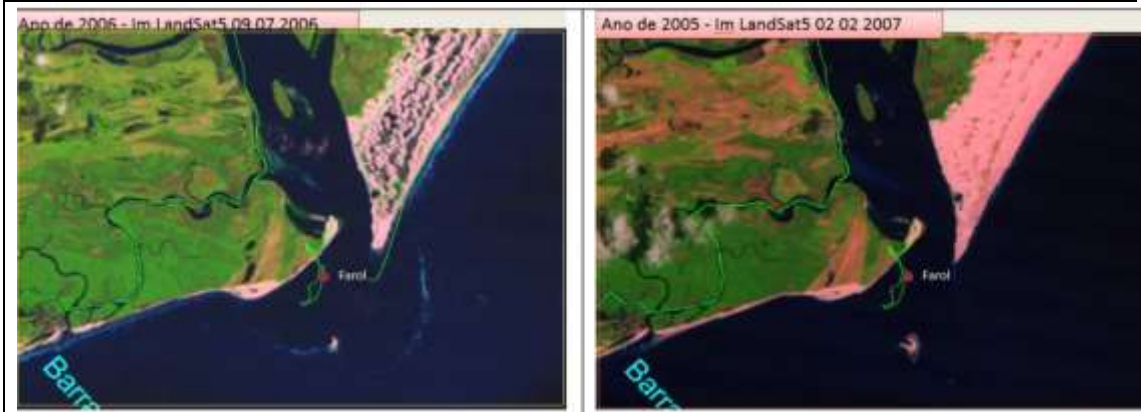 Ano de 2006 - Im LandSat5 09.07 2006
Farol
Barra
Ano de 2005 - Im LandSat5 02 02 2007
Farol
Barra